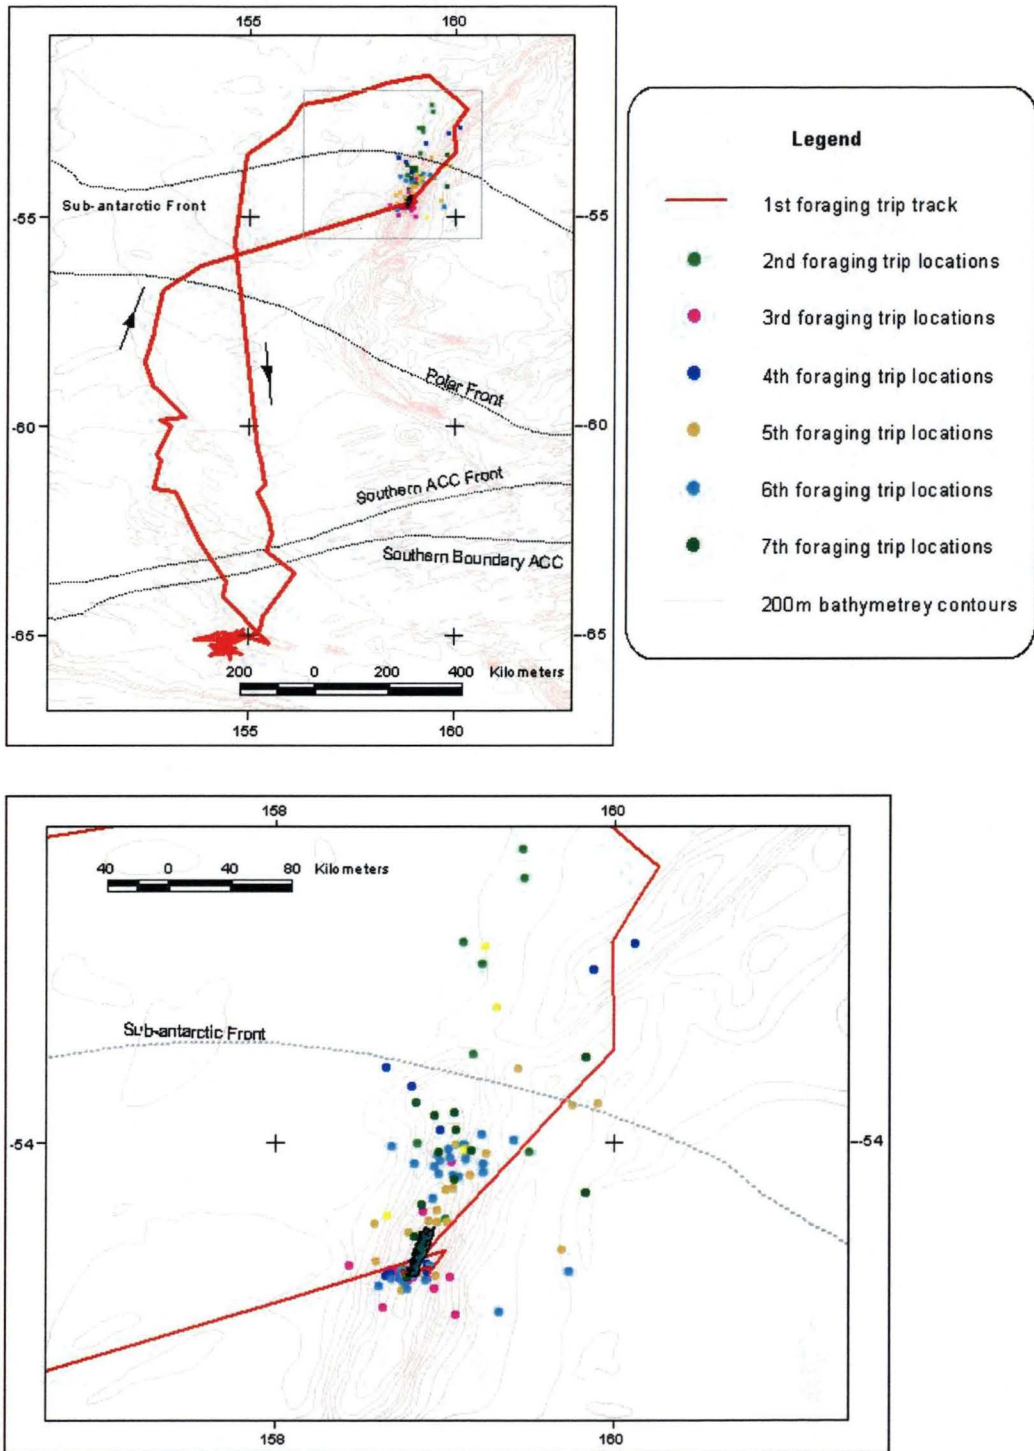 155 160
Sub-antarctic Front
-55 -55
Polar Front
-60 -60
Southern ACC Front
Southern Boundary ACC
-65 -65
200 0 200 400 Kilometers
155 160
Legend
1st foraging trip track
2nd foraging trip locations
3rd foraging trip locations
4th foraging trip locations
5th foraging trip locations
6th foraging trip locations
7th foraging trip locations
200m bathymetrey contours
158 160
40 0 40 80 Kilometers
Sub-antarctic Front
-54 -54
158 160